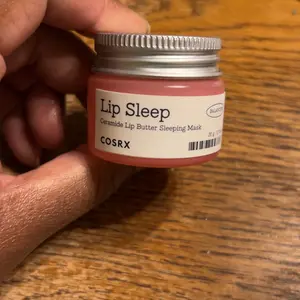 Lip Sleep
Ceramide Lip Butter Sleeping Mask
COSRX